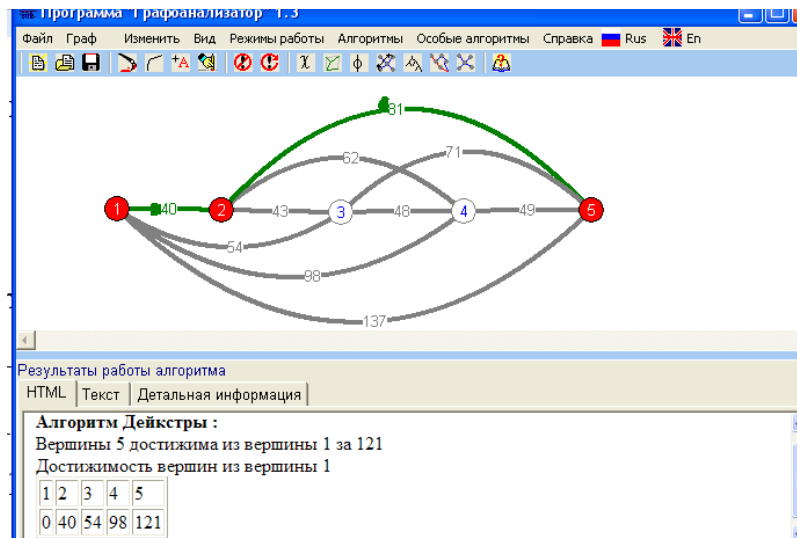 Программа "Графоанализатор" 1.3
Файл Граф Изменить Вид Режимы работы Алгоритмы Особые алгоритмы Справка Rus En
81
62 71
1 40 2 43 3 48 4 49 5
54
98
137
Результаты работы алгоритма
HTML Текст Детальная информация
Алгоритм Дейкстры :
Вершины 5 достижима из вершины 1 за 121
Достижимость вершин из вершины 1
1 2 3 4 5
0 40 54 98 121